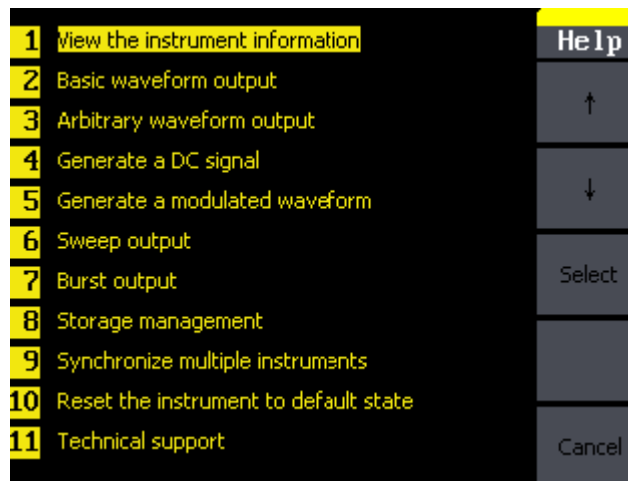 1 View the instrument information
2 Basic waveform output
3 Arbitrary waveform output
4 Generate a DC signal
5 Generate a modulated waveform
6 Sweep output
7 Burst output
8 Storage management
9 Synchronize multiple instruments
10 Reset the instrument to default state
11 Technical support
Help
↑
↓
Select
Cancel